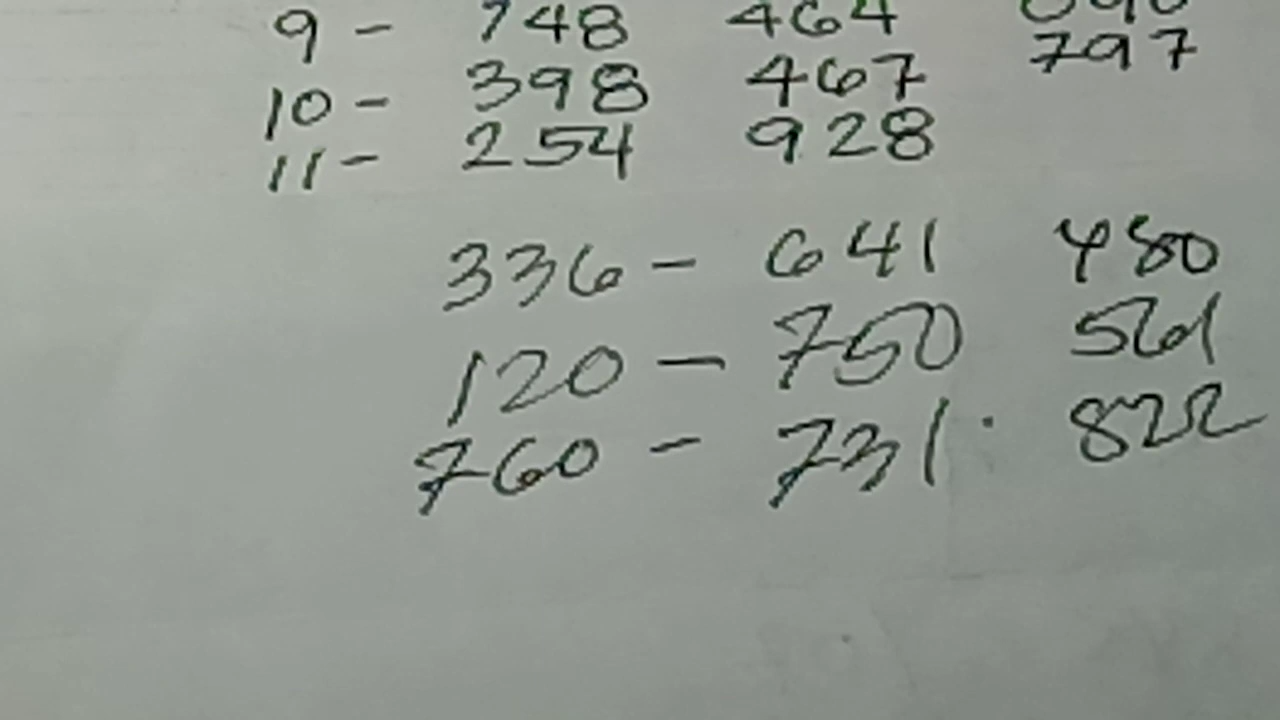 9 - 748 464
10 - 398 467 797
11 - 254 928
336 - 641 480
120 - 750 561
760 - 731. 822